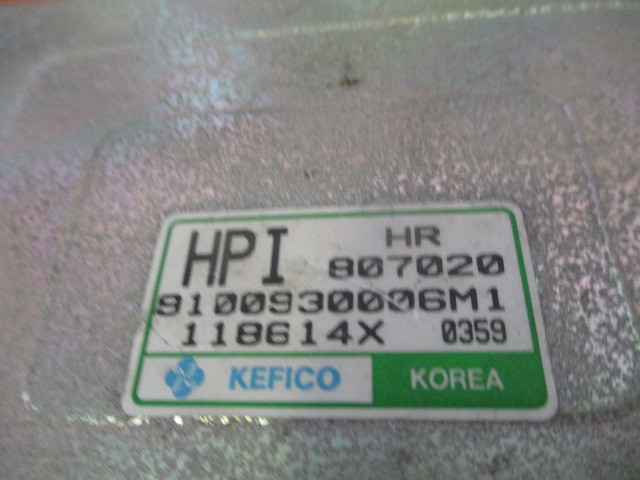 HPI HR
807020
9100930006M1
118614X 0359
KEFICO KOREA